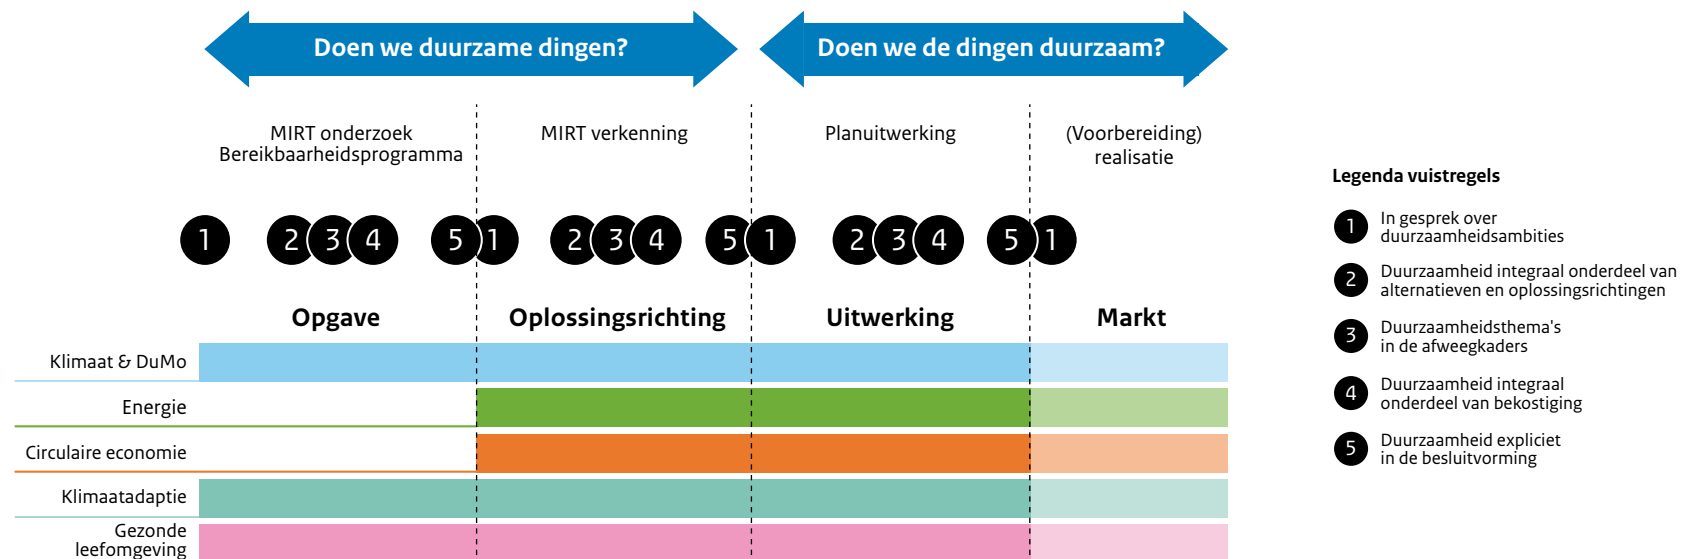 Doen we duurzame dingen?
Doen we de dingen duurzaam?
MIRT onderzoek
Bereikbaarheidsprogramma
MIRT verkenning
Planuitwerking
(Voorbereiding)
realisatie
1 2 3 4 5 1 2 3 4 5 1 2 3 4 5 1
Opgave
Oplossingsrichting
Uitwerking
Markt
Klimaat & DuMo
Energie
Circulaire economie
Klimaatadaptie
Gezonde
leefomgeving
Legenda vuistregels
1 In gesprek over
duurzaamheidsambities
2 Duurzaamheid integraal onderdeel van
alternatieven en oplossingsrichtingen
3 Duurzaamheidsthema's
in de afweegkaders
4 Duurzaamheid integraal
onderdeel van bekostiging
5 Duurzaamheid expliciet
in de besluitvorming